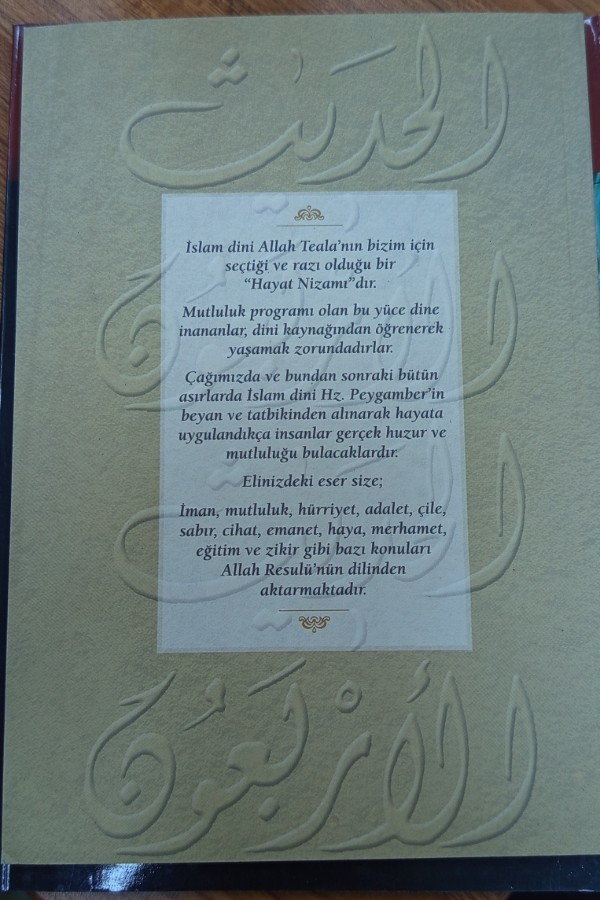 الحديث
İslam dini Allah Teala’nın bizim için
seçtiği ve razı olduğu bir
“Hayat Nizamı”dır.
Mutluluk programı olan bu yüce dine
inananlar, dini kaynağından öğrenerek
yaşamak zorundadırlar.
Çağımızda ve bundan sonraki bütün
asırlarda İslam dini Hz. Peygamber’in
beyan ve tatbikinden alınarak hayata
uygulandıkça insanlar gerçek huzur ve
mutluluğu bulacaklardır.
Elinizdeki eser size;
İman, mutluluk, hürriyet, adalet, çile,
sabır, cihat, emanet, haya, merhamet,
eğitim ve zikir gibi bazı konuları
Allah Resulü’nün dilinden
aktarmaktadır.
الأربعون